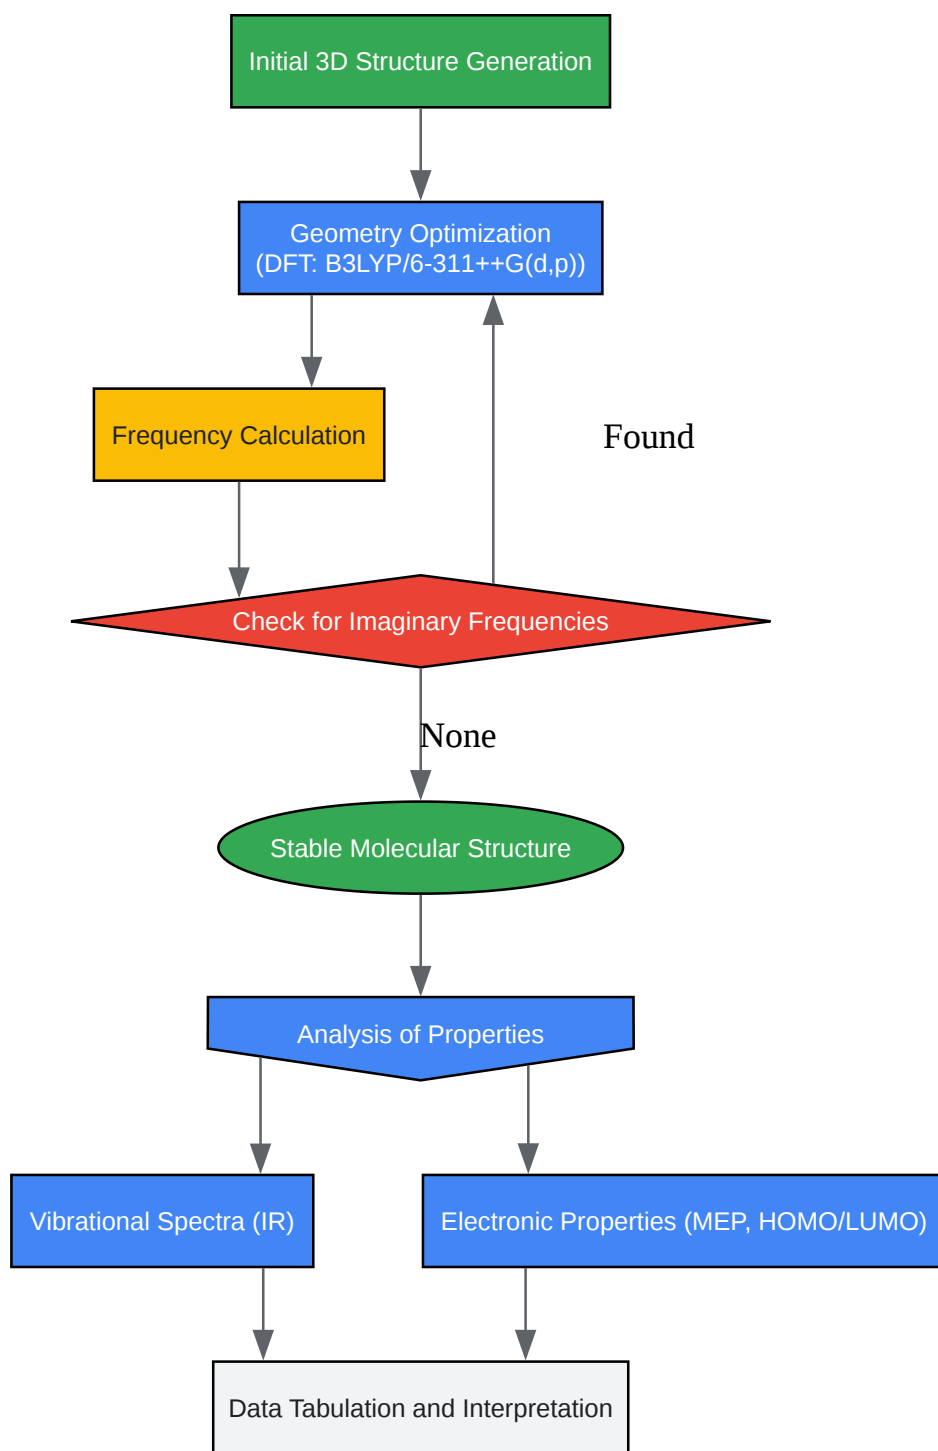 Initial 3D Structure Generation
Geometry Optimization
(DFT: B3LYP/6-311++G(d,p))
Frequency Calculation
Found
Check for Imaginary Frequencies
None
Stable Molecular Structure
Analysis of Properties
Vibrational Spectra (IR)
Electronic Properties (MEP, HOMO/LUMO)
Data Tabulation and Interpretation